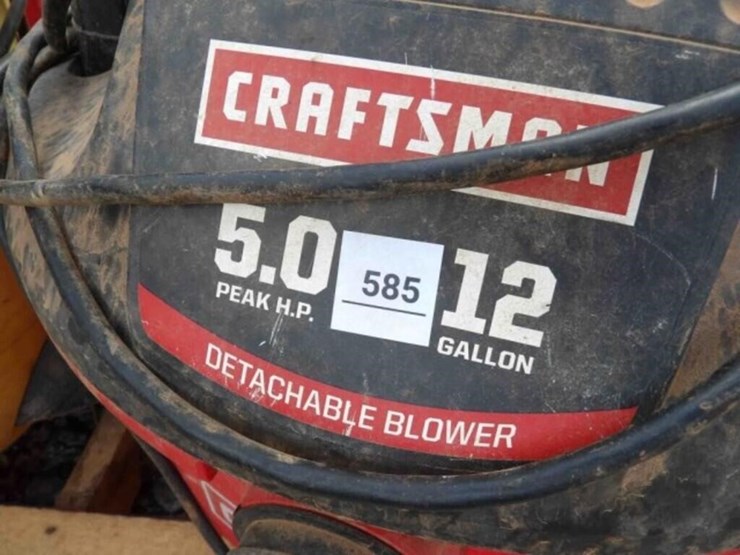 CRAFTSMAN
5.0 585 12
PEAK H.P. GALLON
DETACHABLE BLOWER